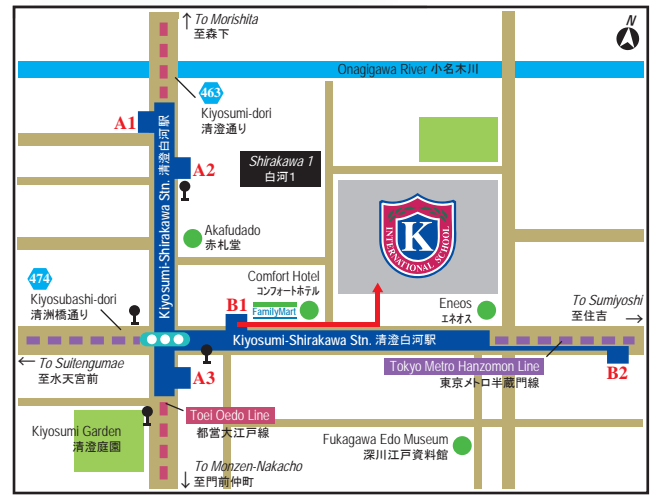 To Morishita
至森下
N
Onagigawa River 小名木川
463
Kiyosumi-dori
清澄通り
A1
Kiyosumi-Shirakawa Stn. 清澄白河駅
A2
Shirakawa 1
白河1
K
INTERNATIONAL SCHOOL
Akafudado
赤札堂
474
Kiyosubashi-dori
清洲橋通り
Comfort Hotel
コンフォートホテル
B1
FamilyMart
Eneos
エネオス
To Sumiyoshi
至住吉
Kiyosumi-Shirakawa Stn. 清澄白河駅
To Suitengumae
至水天宮前
Tokyo Metro Hanzomon Line
東京メトロ半蔵門線
B2
A3
Toei Oedo Line
都営大江戸線
Kiyosumi Garden
清澄庭園
Fukagawa Edo Museum
深川江戸資料館
To Monzen-Nakacho
至門前仲町